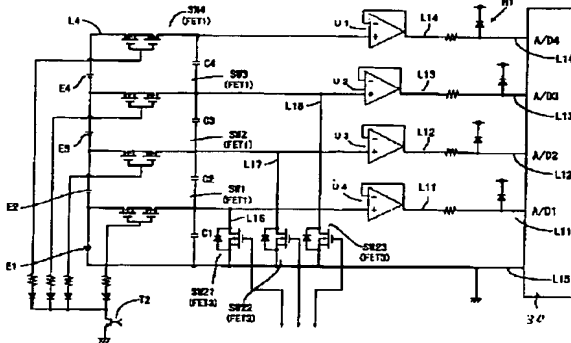 SW4
(FET1)
L4
U1
L14
M1
A/D4
L14
E4
C4
SW3
(FET1)
L18
U2
L13
A/D3
L13
E3
C3
SW2
(FET1)
L17
U3
L12
A/D2
L12
E2
C2
SW1
(FET1)
U4
L11
A/D1
L11
L16
E1
C1
SW23
(FET3)
L15
SW21
(FET3)
SW22
(FET3)
T2
30